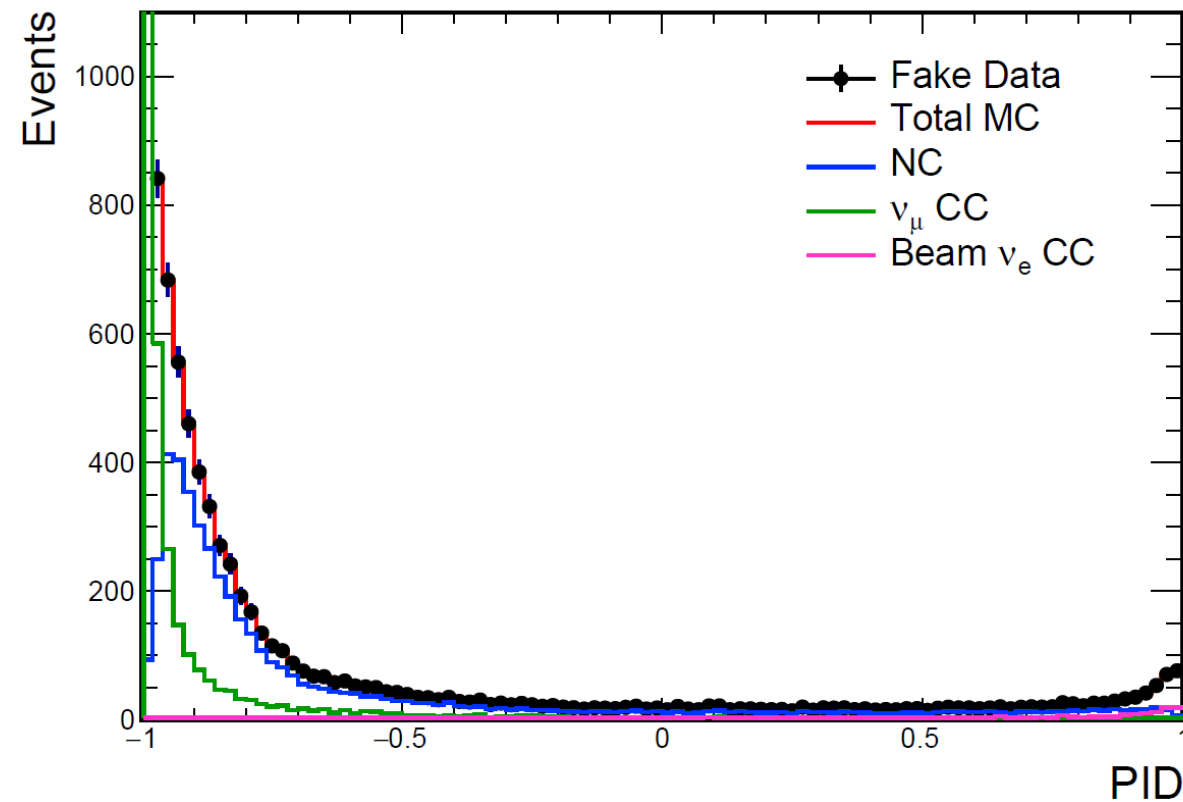 Events
1000
800
600
400
200
0
−1
−0.5
0
0.5
1
PID
Fake Data
Total MC
NC
νμ CC
Beam νe CC